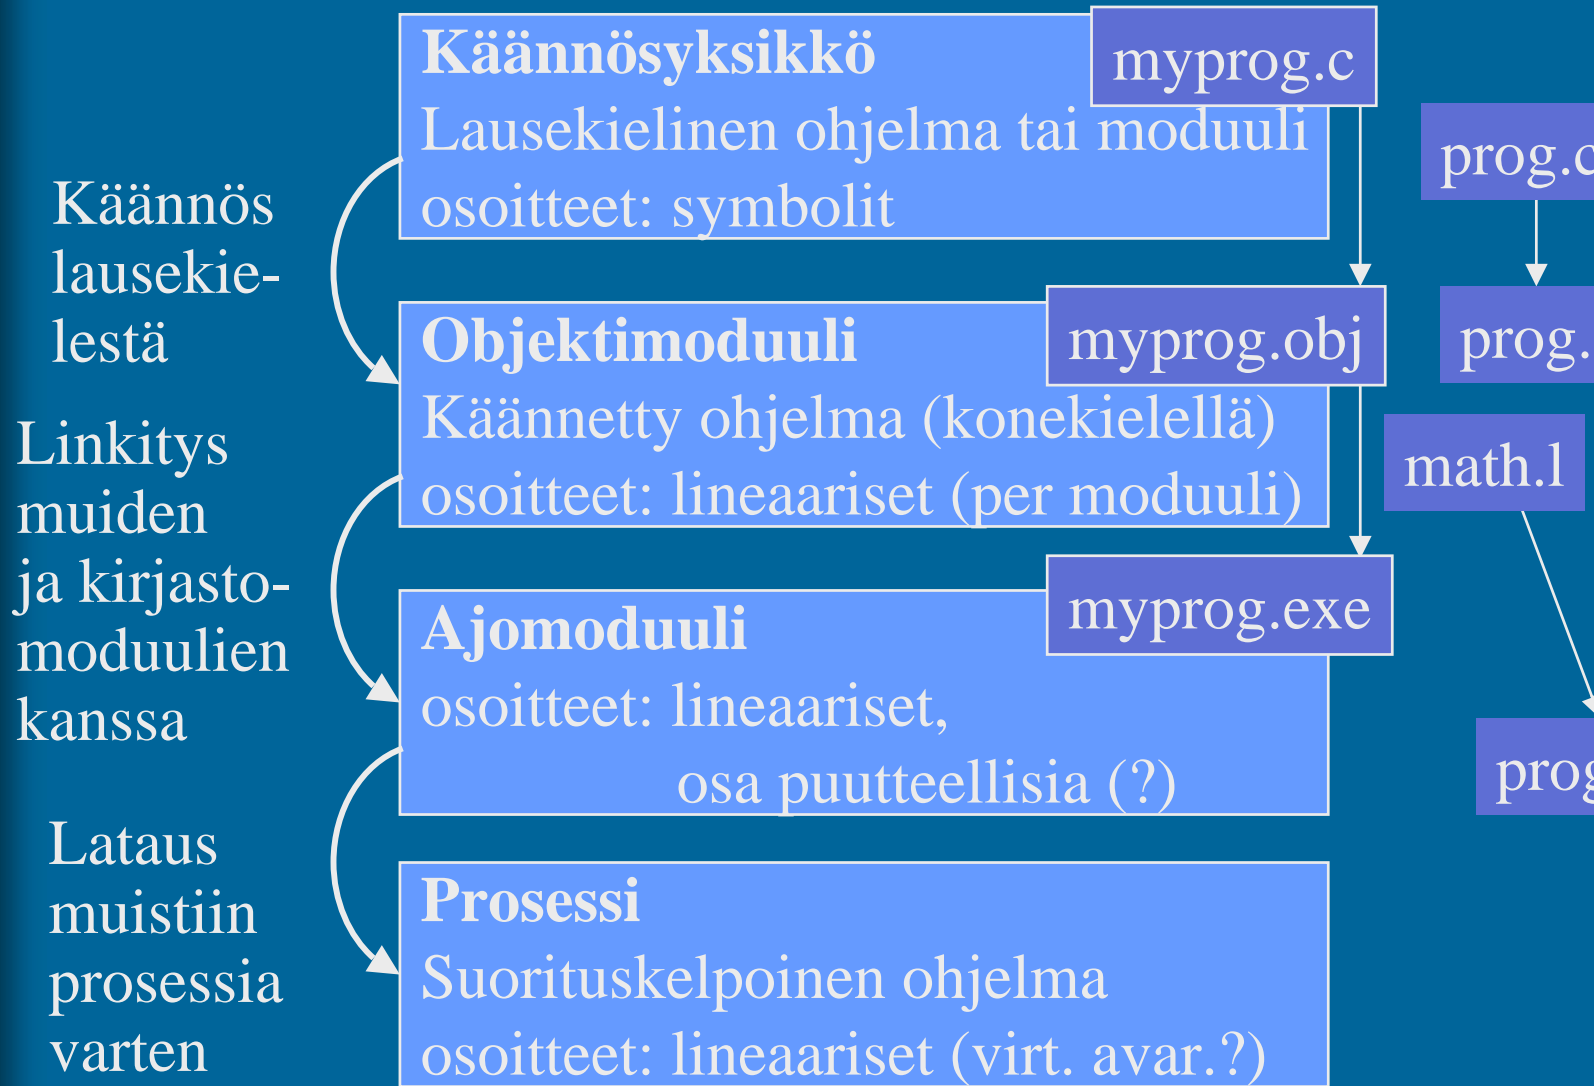 Käännösyksikkö
myprog.c
Lausekielinen ohjelma tai moduuli
osoitteet: symbolit
prog.c
Käännös
lausekie-
lestä
Objektimoduuli
myprog.obj
prog.
Käännetty ohjelma (konekielellä)
osoitteet: lineaariset (per moduuli)
math.l
Linkitys
muiden
ja kirjasto-
moduulien
kanssa
Ajomoduuli
myprog.exe
osoitteet: lineaariset,
osa puutteellisia (?)
Lataus
muistiin
prosessia
varten
Prosessi
Suorituskelpoinen ohjelma
osoitteet: lineaariset (virt. avar.?)